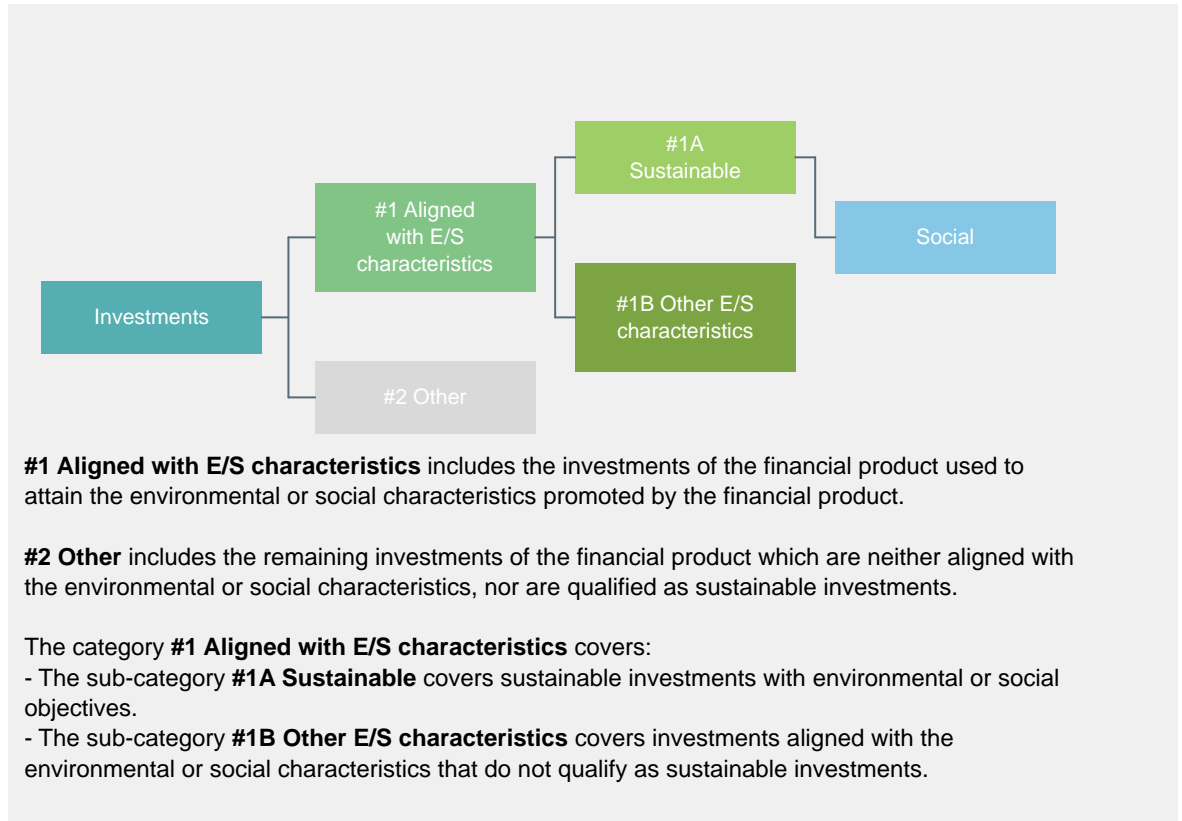 #1A
Sustainable
#1 Aligned
with E/S
characteristics
Social
Investments
#1B Other E/S
characteristics
#2 Other
#1 Aligned with E/S characteristics includes the investments of the financial product used to
attain the environmental or social characteristics promoted by the financial product.
#2 Other includes the remaining investments of the financial product which are neither aligned with
the environmental or social characteristics, nor are qualified as sustainable investments.
The category #1 Aligned with E/S characteristics covers:
- The sub-category #1A Sustainable covers sustainable investments with environmental or social
objectives.
- The sub-category #1B Other E/S characteristics covers investments aligned with the
environmental or social characteristics that do not qualify as sustainable investments.